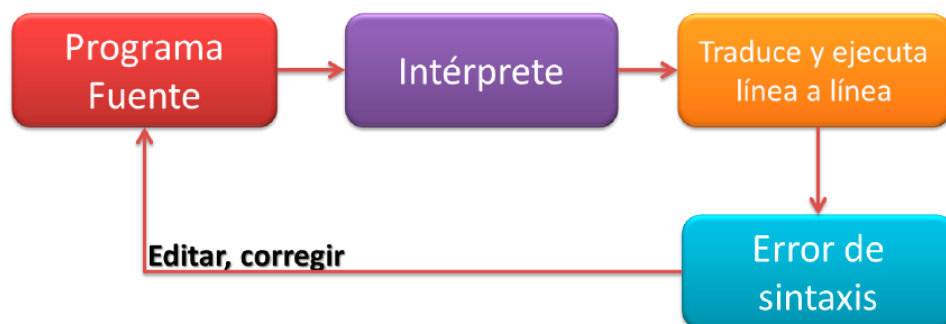 Programa
Fuente
Intérprete
Traduce y ejecuta
línea a línea
Error de
sintaxis
Editar, corregir